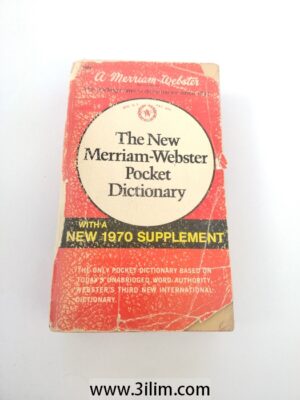 a Merriam-Webster
The New
Merriam-Webster
Pocket
Dictionary
WITH A
NEW 1970 SUPPLEMENT
THE ONLY POCKET DICTIONARY BASED ON
TODAY'S UNABRIDGED WORD AUTHORITY,
WEBSTER'S THIRD NEW INTERNATIONAL
DICTIONARY.
www.3ilim.com